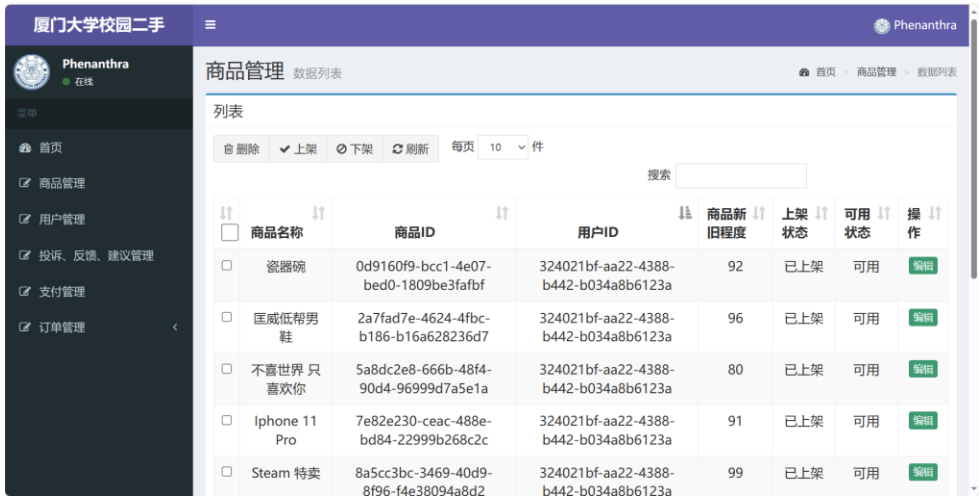 厦门大学校园二手
Phenanthra
Phenanthra
在线
菜单
首页
商品管理
用户管理
投诉、反馈、建议管理
支付管理
订单管理
商品管理 数据列表
首页 > 商品管理 > 数据列表
列表
删除 上架 下架 刷新 每页 10 件
搜索
商品名称 商品ID 用户ID 商品新旧程度 上架状态 可用状态 操作
瓷器碗 0d9160f9-bcc1-4e07- 324021bf-aa22-4388- 92 已上架 可用 编辑
bed0-1809be3fafbf b442-b034a8b6123a
匡威低帮男 2a7fad7e-4624-4fbc- 324021bf-aa22-4388- 96 已上架 可用 编辑
鞋 b186-b16a628236d7 b442-b034a8b6123a
不喜世界 只 5a8dc2e8-666b-48f4- 324021bf-aa22-4388- 80 已上架 可用 编辑
喜欢你 90d4-96999d7a5e1a b442-b034a8b6123a
Iphone 11 7e82e230-ceac-488e- 324021bf-aa22-4388- 91 已上架 可用 编辑
Pro bd84-22999b268c2c b442-b034a8b6123a
Steam 特卖 8a5cc3bc-3469-40d9- 324021bf-aa22-4388- 99 已上架 可用 编辑
8f96-f4e38094a8d2 b442-b034a8b6123a